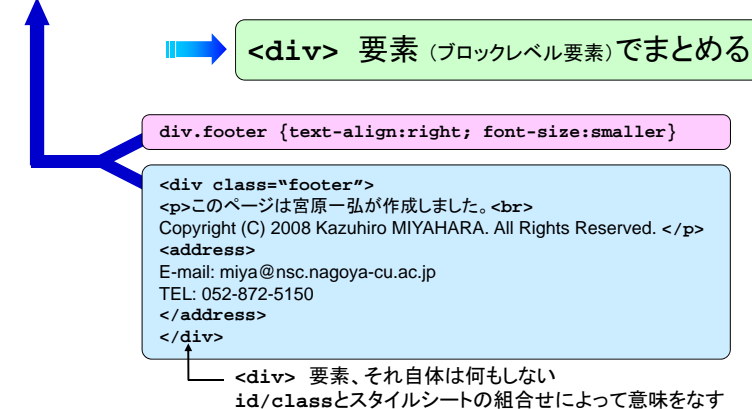 <div> 要素 (ブロックレベル要素)でまとめる
div.footer {text-align:right; font-size:smaller}
<div class=“footer”>
<p>このページは宮原一弘が作成しました。<br>
Copyright (C) 2008 Kazuhiro MIYAHARA. All Rights Reserved. </p>
<address>
E-mail: miya@nsc.nagoya-cu.ac.jp
TEL: 052-872-5150
</address>
</div>
<div> 要素、それ自体は何もしない
id/classとスタイルシートの組合せによって意味をなす